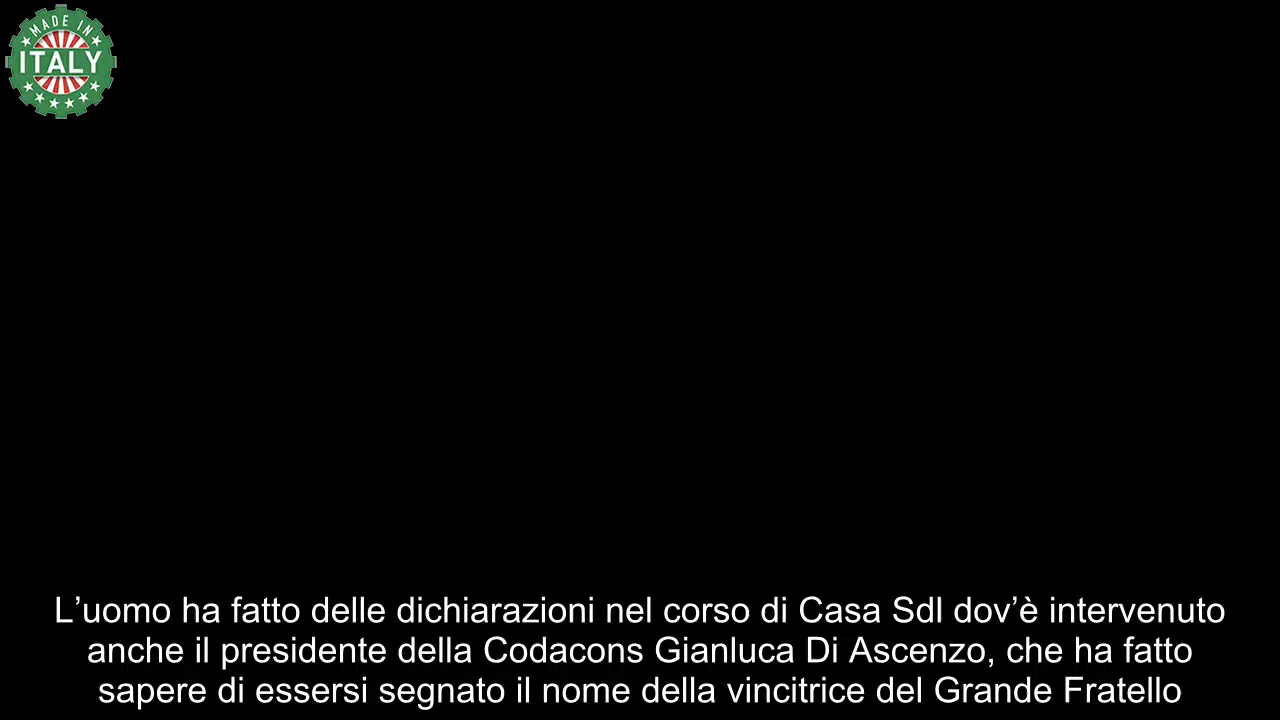 MADE IN
ITALY
L’uomo ha fatto delle dichiarazioni nel corso di Casa Sdl dov’è intervenuto
anche il presidente della Codacons Gianluca Di Ascenzo, che ha fatto
sapere di essersi segnato il nome della vincitrice del Grande Fratello